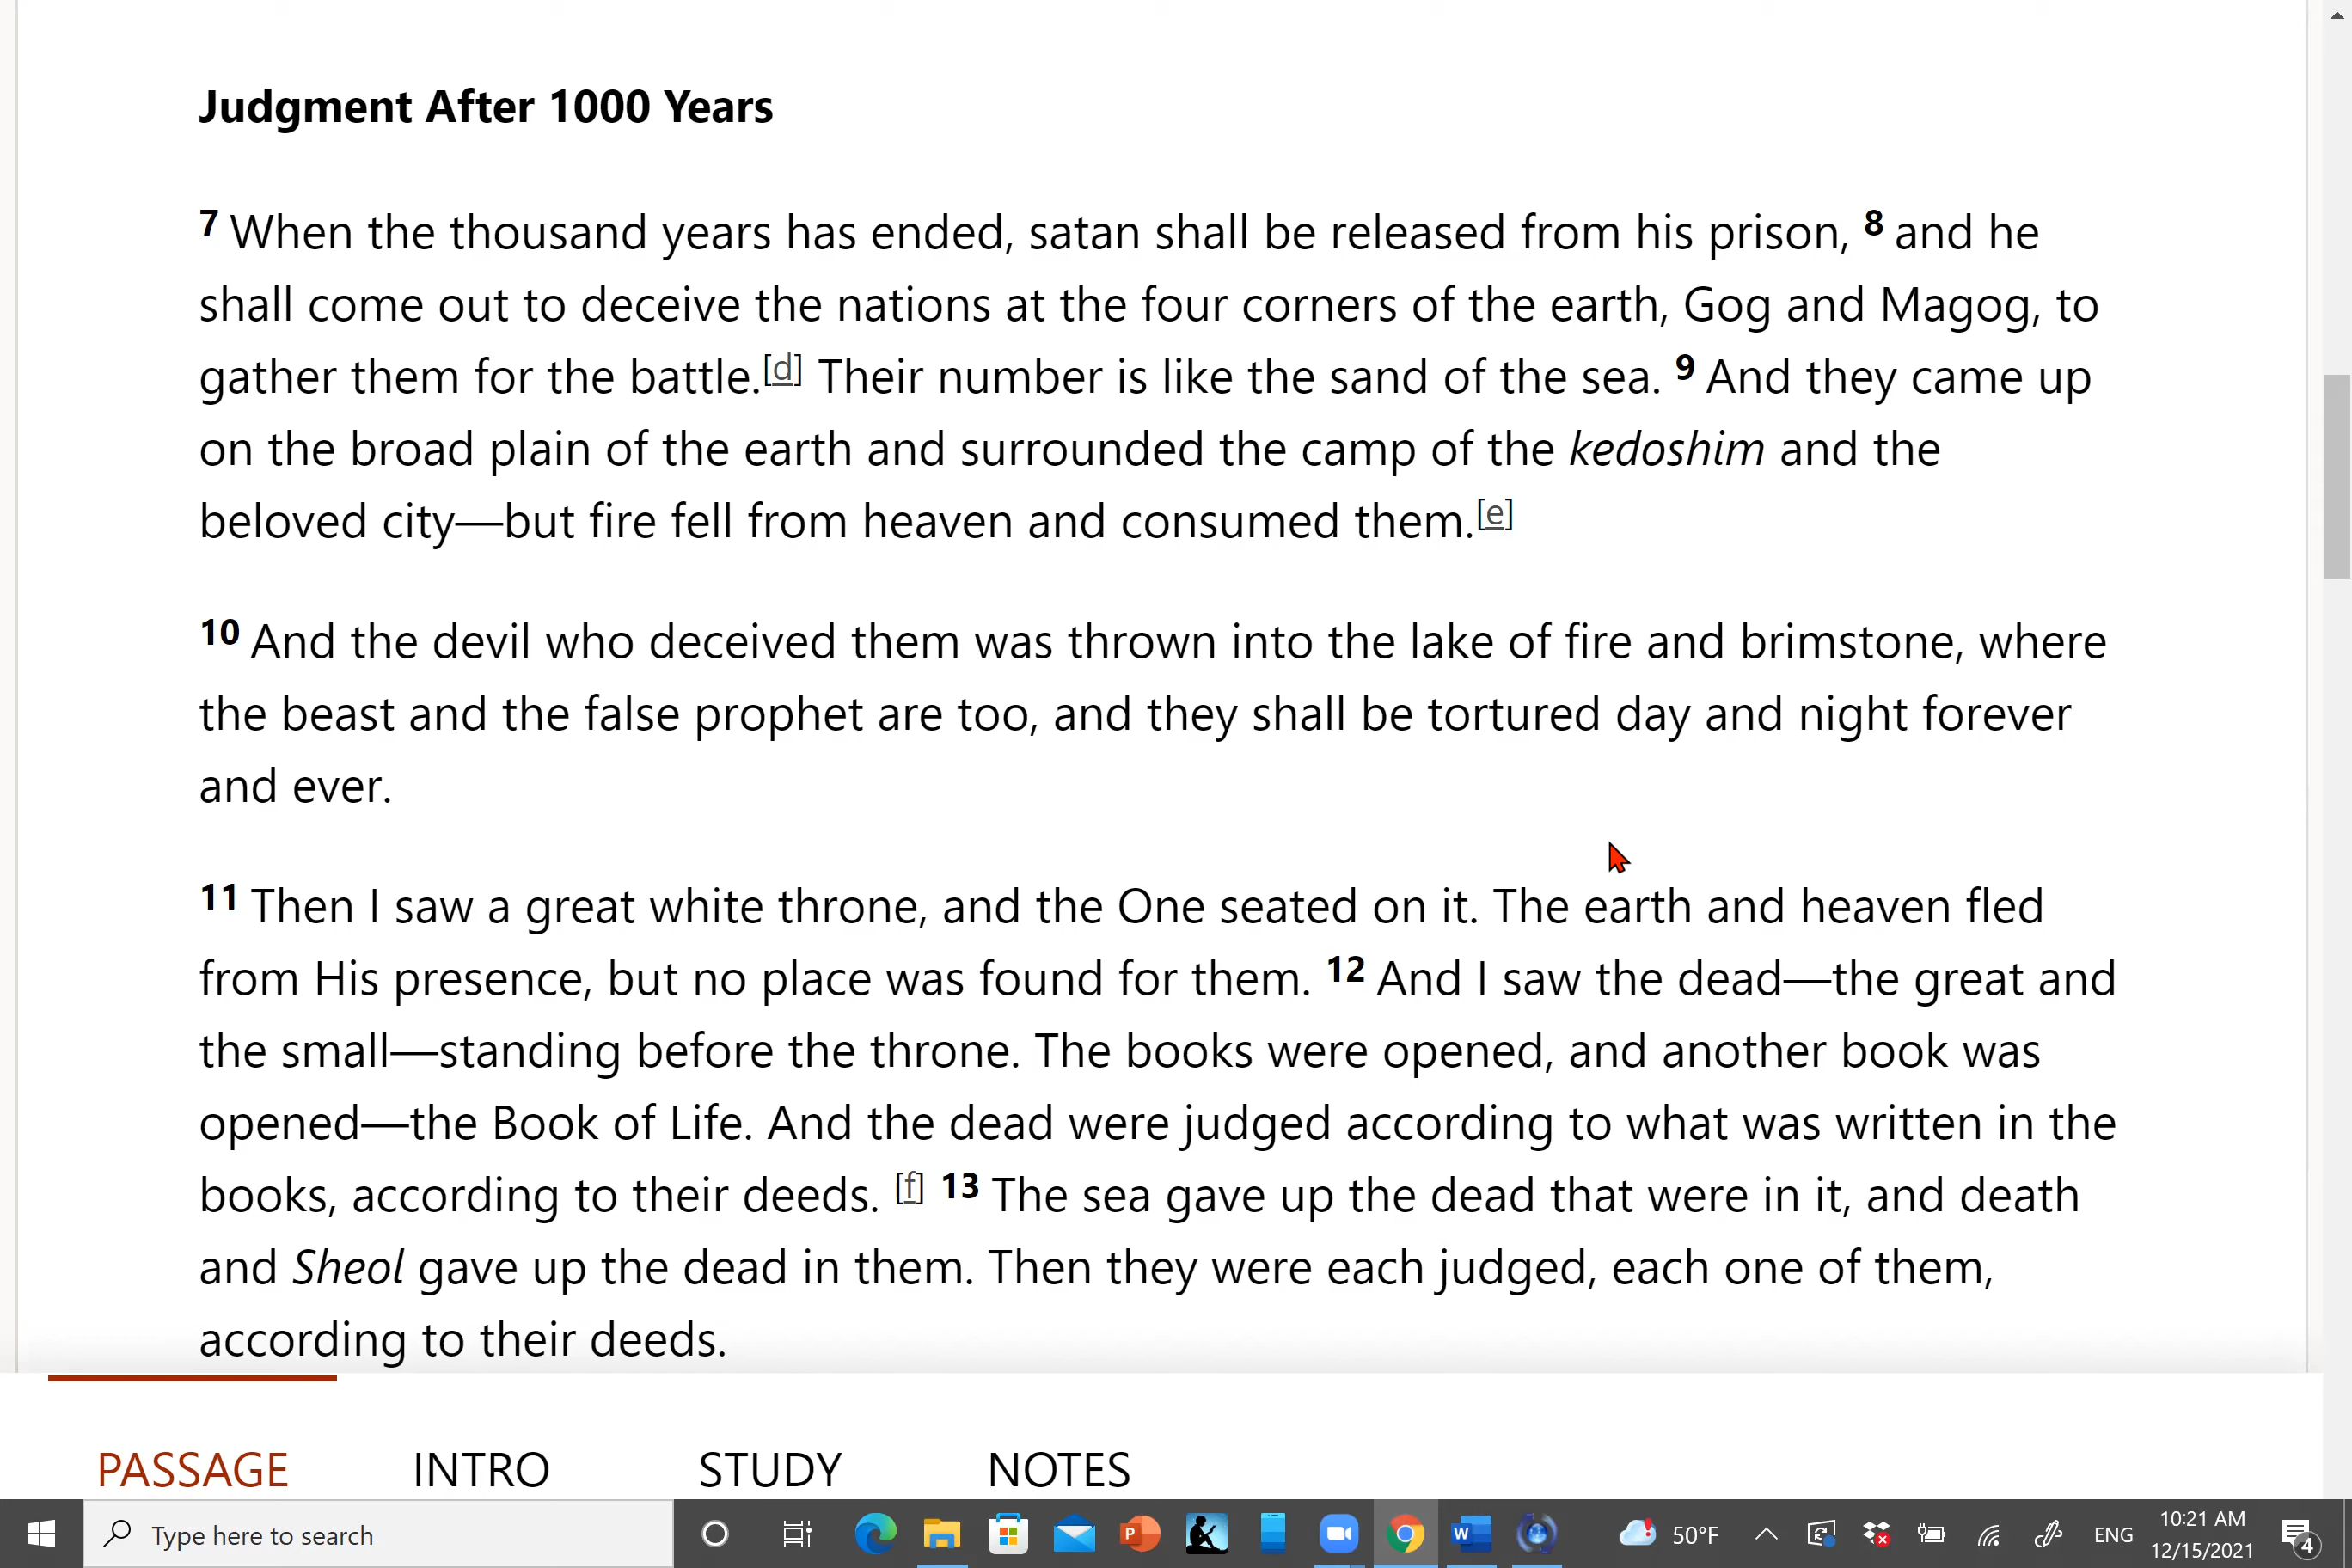 Judgment After 1000 Years
7 When the thousand years has ended, satan shall be released from his prison, 8 and he
shall come out to deceive the nations at the four corners of the earth, Gog and Magog, to
gather them for the battle.[d] Their number is like the sand of the sea. 9 And they came up
on the broad plain of the earth and surrounded the camp of the kedoshim and the
beloved city—but fire fell from heaven and consumed them.[e]
10 And the devil who deceived them was thrown into the lake of fire and brimstone, where
the beast and the false prophet are too, and they shall be tortured day and night forever
and ever.
11 Then I saw a great white throne, and the One seated on it. The earth and heaven fled
from His presence, but no place was found for them. 12 And I saw the dead—the great and
the small—standing before the throne. The books were opened, and another book was
opened—the Book of Life. And the dead were judged according to what was written in the
books, according to their deeds. [f] 13 The sea gave up the dead that were in it, and death
and Sheol gave up the dead in them. Then they were each judged, each one of them,
according to their deeds.
PASSAGE INTRO STUDY NOTES
Type here to search P W 50°F ENG 10:21 AM 4
12/15/2021